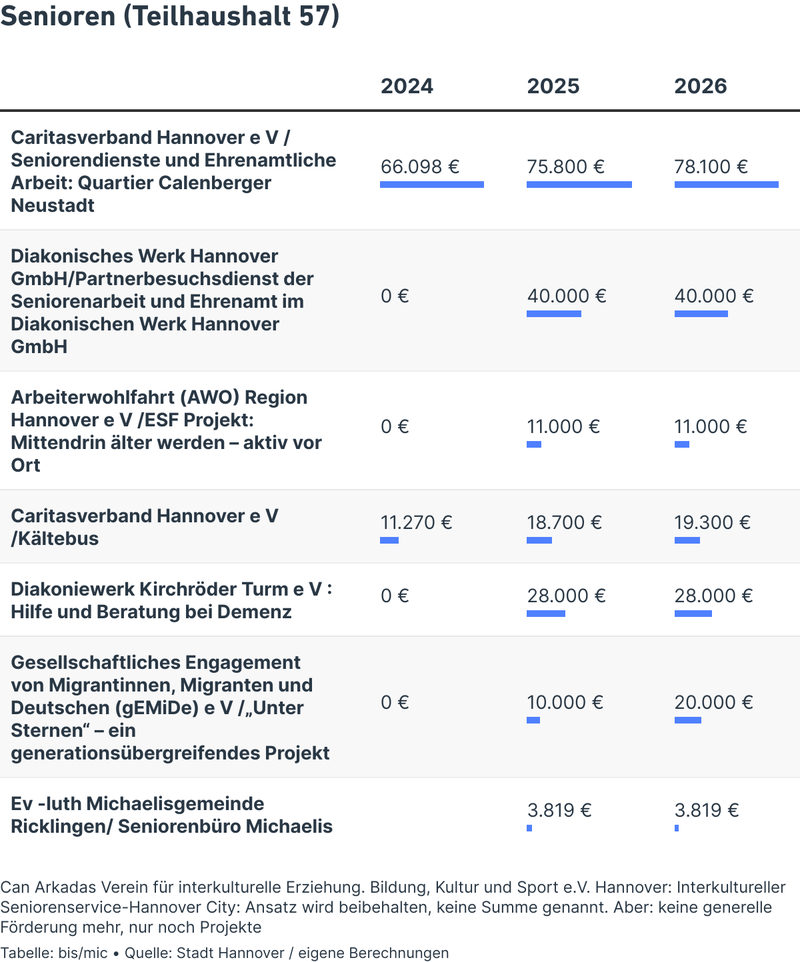 Senioren (Teilhaushalt 57)
2024 2025 2026
Caritasverband Hannover e V /
Seniorendienste und Ehrenamtliche
Arbeit: Quartier Calenberger
Neustadt
66.098 € 75.800 € 78.100 €
Diakonisches Werk Hannover
GmbH/Partnerbesuchsdienst der
Seniorenarbeit und Ehrenamt im
Diakonischen Werk Hannover
GmbH
0 € 40.000 € 40.000 €
Arbeiterwohlfahrt (AWO) Region
Hannover e V /ESF Projekt:
Mittendrin älter werden – aktiv vor
Ort
0 € 11.000 € 11.000 €
Caritasverband Hannover e V
/Kältebus
11.270 € 18.700 € 19.300 €
Diakoniewerk Kirchröder Turm e V :
Hilfe und Beratung bei Demenz
0 € 28.000 € 28.000 €
Gesellschaftliches Engagement
von Migrantinnen, Migranten und
Deutschen (gEMiDe) e V /„Unter
Sternen“ – ein
generationsübergreifendes Projekt
0 € 10.000 € 20.000 €
Ev -luth Michaelisgemeinde
Ricklingen/ Seniorenbüro Michaelis
3.819 € 3.819 €
Can Arkadas Verein für interkulturelle Erziehung. Bildung, Kultur und Sport e.V. Hannover: Interkultureller
Seniorenservice-Hannover City: Ansatz wird beibehalten, keine Summe genannt. Aber: keine generelle
Förderung mehr, nur noch Projekte
Tabelle: bis/mic • Quelle: Stadt Hannover / eigene Berechnungen